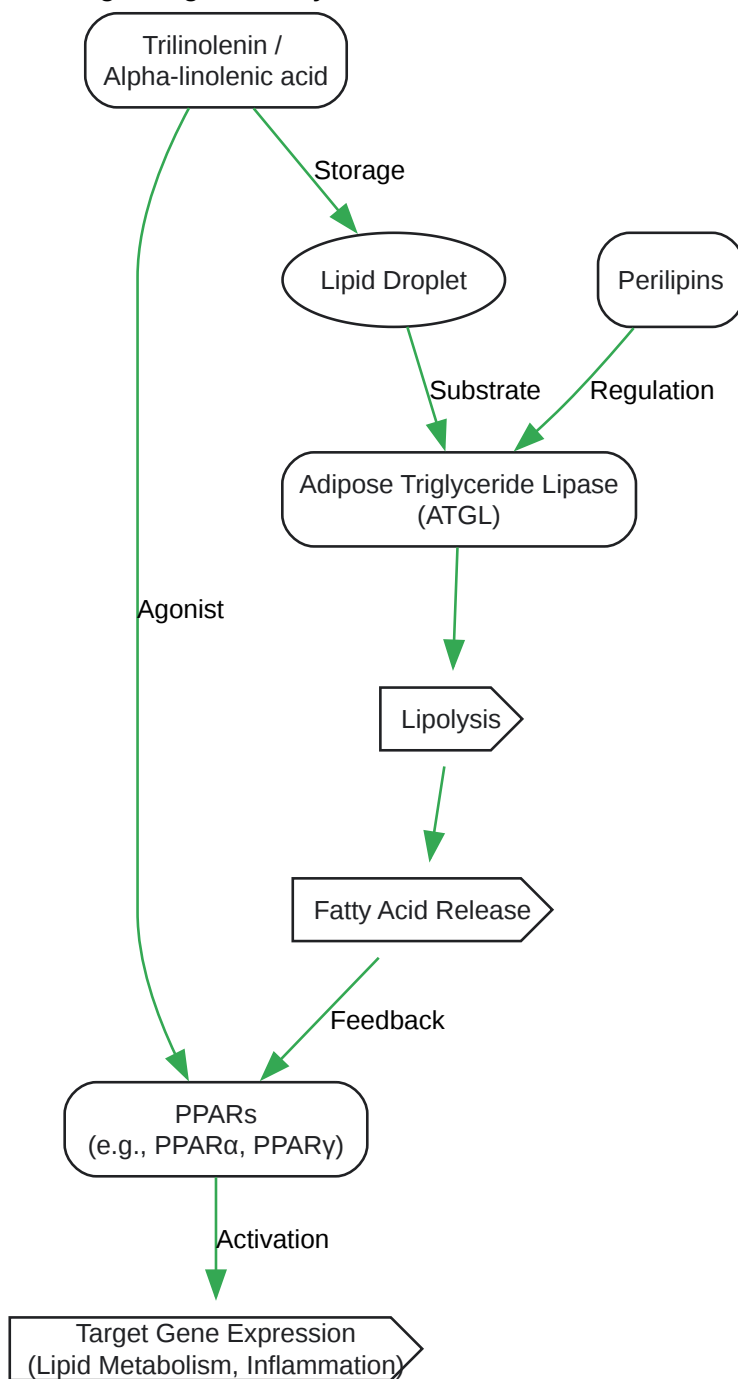 Trilinolenin /
Alpha-linolenic acid
Storage
Lipid Droplet
Perilipins
Substrate
Regulation
Adipose Triglyceride Lipase
(ATGL)
Agonist
Lipolysis
Fatty Acid Release
Feedback
PPARs
(e.g., PPARα, PPARγ)
Activation
Target Gene Expression
(Lipid Metabolism, Inflammation)